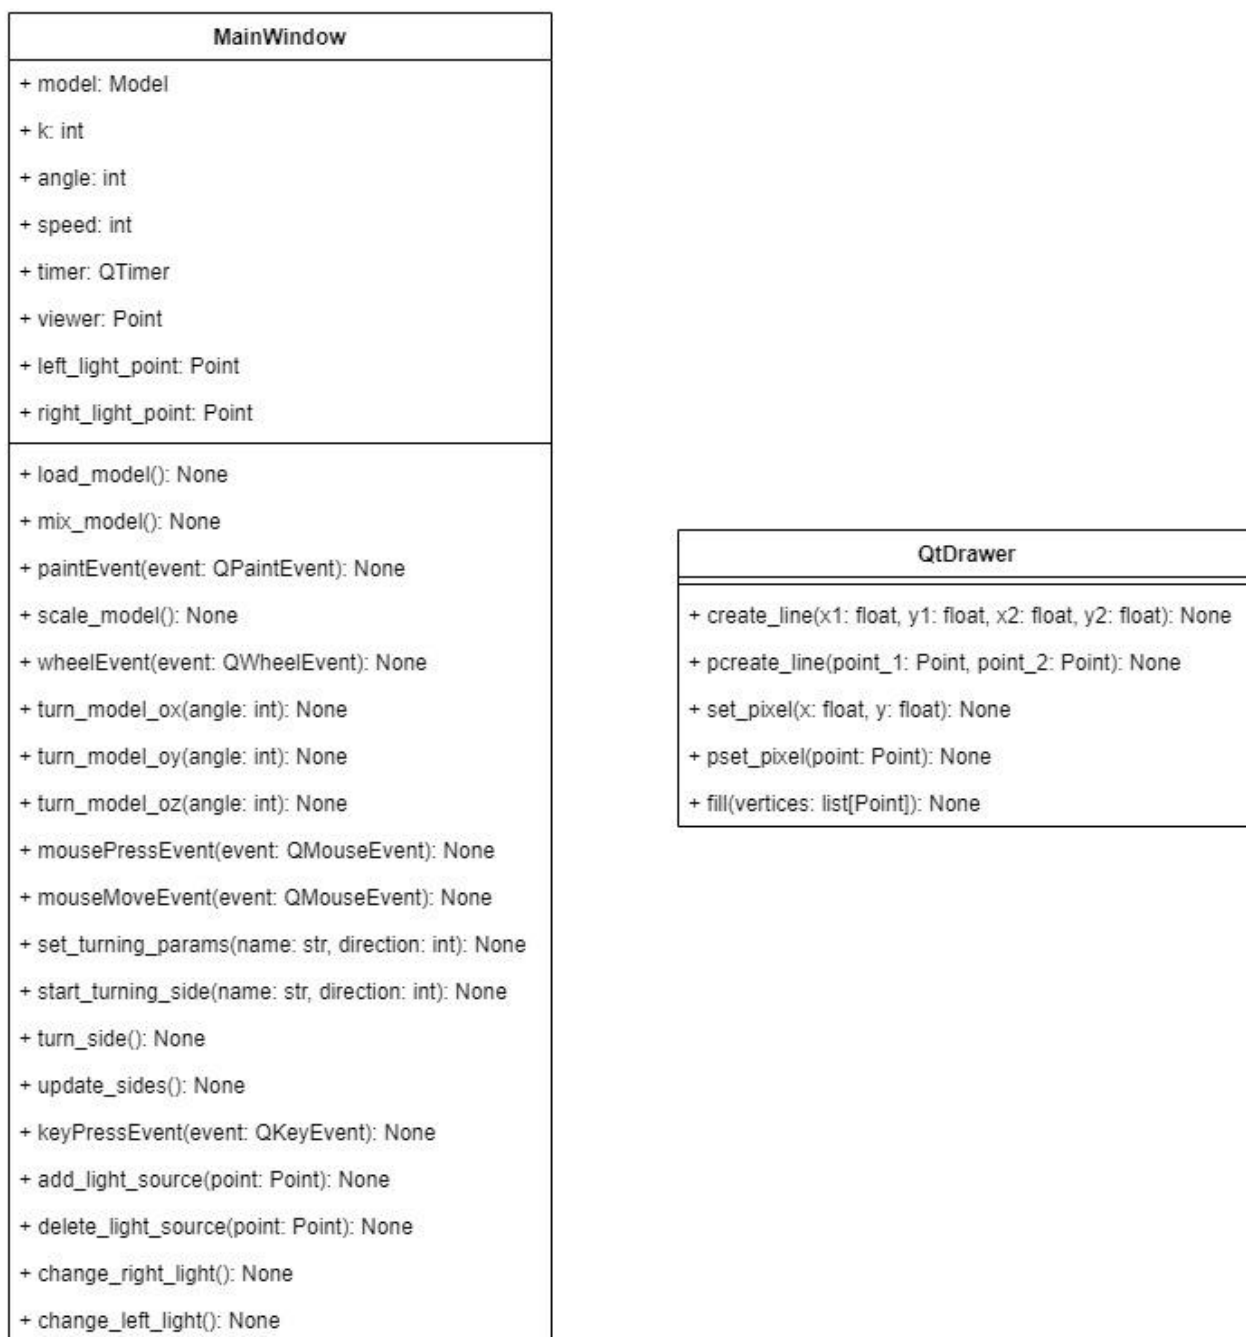 MainWindow
+ model: Model
+ k: int
+ angle: int
+ speed: int
+ timer: QTimer
+ viewer: Point
+ left_light_point: Point
+ right_light_point: Point
+ load_model(): None
+ mix_model(): None
+ paintEvent(event: QPaintEvent): None
+ scale_model(): None
+ wheelEvent(event: QWheelEvent): None
+ turn_model_ox(angle: int): None
+ turn_model_oy(angle: int): None
+ turn_model_oz(angle: int): None
+ mousePressEvent(event: QMouseEvent): None
+ mouseMoveEvent(event: QMouseEvent): None
+ set_turning_params(name: str, direction: int): None
+ start_turning_side(name: str, direction: int): None
+ turn_side(): None
+ update_sides(): None
+ keyPressEvent(event: QKeyEvent): None
+ add_light_source(point: Point): None
+ delete_light_source(point: Point): None
+ change_right_light(): None
+ change_left_light(): None
QtDrawer
+ create_line(x1: float, y1: float, x2: float, y2: float): None
+ pcreate_line(point_1: Point, point_2: Point): None
+ set_pixel(x: float, y: float): None
+ pset_pixel(point: Point): None
+ fill(vertices: list[Point]): None